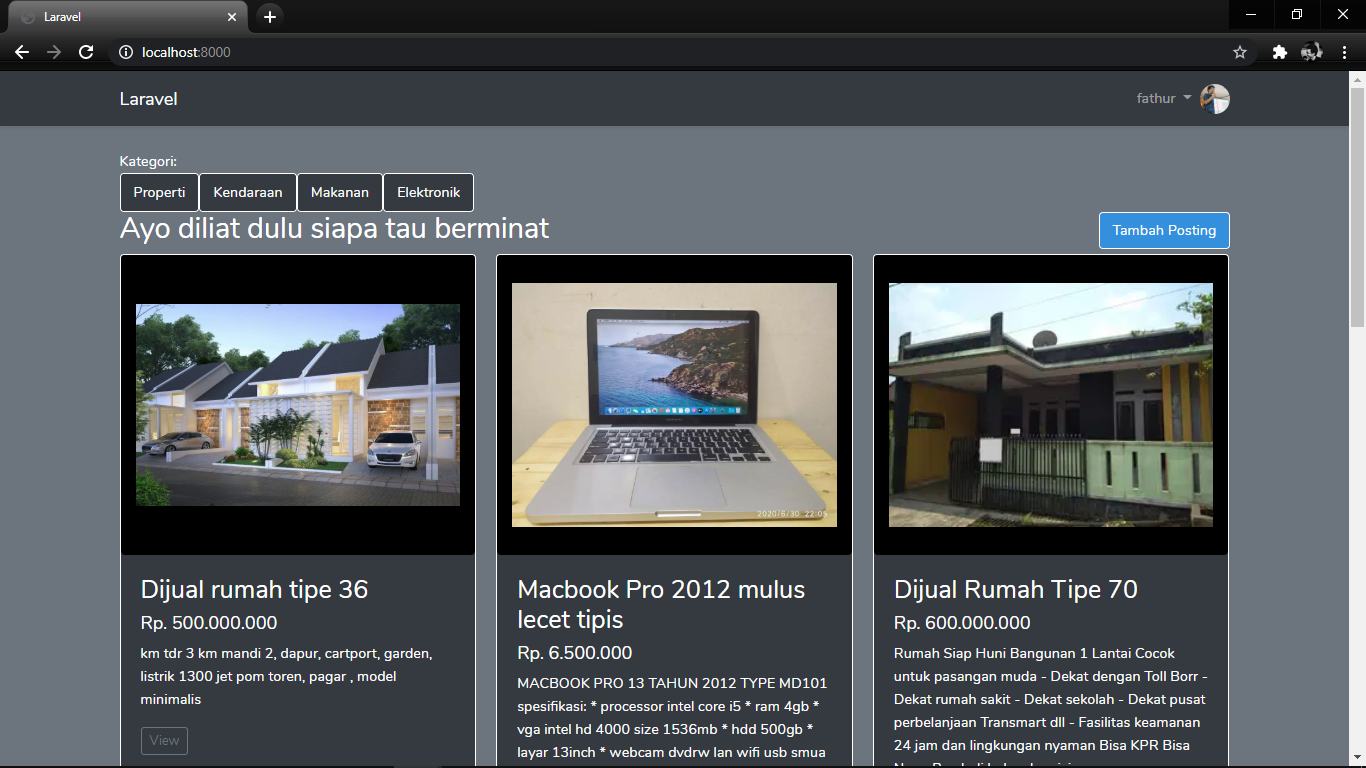 Laravel
localhost:8000
Laravel
fathur
Kategori:
Properti
Kendaraan
Makanan
Elektronik
Ayo diliat dulu siapa tau berminat
Tambah Posting
2020/6/30 22:09
Dijual rumah tipe 36
Rp. 500.000.000
km tdr 3 km mandi 2, dapur, cartport, garden,
listrik 1300 jet pom toren, pagar , model
minimalis
View
Macbook Pro 2012 mulus
lecet tipis
Rp. 6.500.000
MACBOOK PRO 13 TAHUN 2012 TYPE MD101
spesifikasi: * processor intel core i5 * ram 4gb *
vga intel hd 4000 size 1536mb * hdd 500gb *
layar 13inch * webcam dvdrw lan wifi usb smua
Dijual Rumah Tipe 70
Rp. 600.000.000
Rumah Siap Huni Bangunan 1 Lantai Cocok
untuk pasangan muda - Dekat dengan Toll Borr -
Dekat rumah sakit - Dekat sekolah - Dekat pusat
perbelanjaan Transmart dll - Fasilitas keamanan
24 jam dan lingkungan nyaman Bisa KPR Bisa